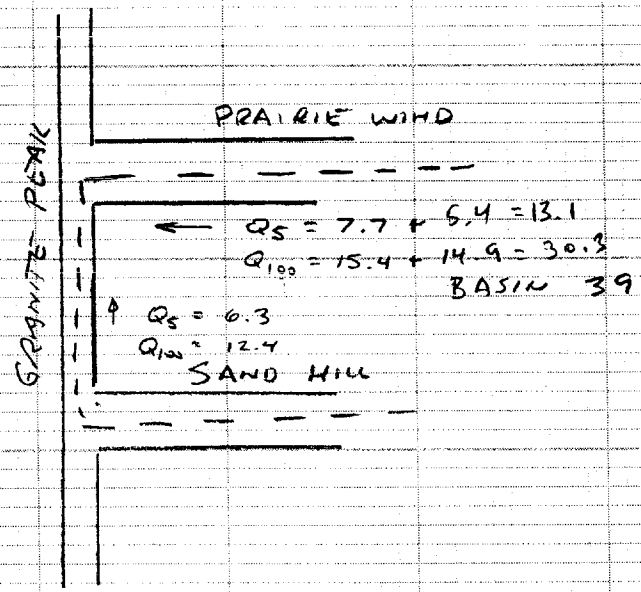 PRAIRIE WIND
GRANITE PEAK
← Q5 = 7.7 + 5.4 = 13.1
Q100 = 15.4 + 14.9 = 30.3
BASIN 39
↑ Q5 = 6.3
Q100 = 12.4
SAND HILL